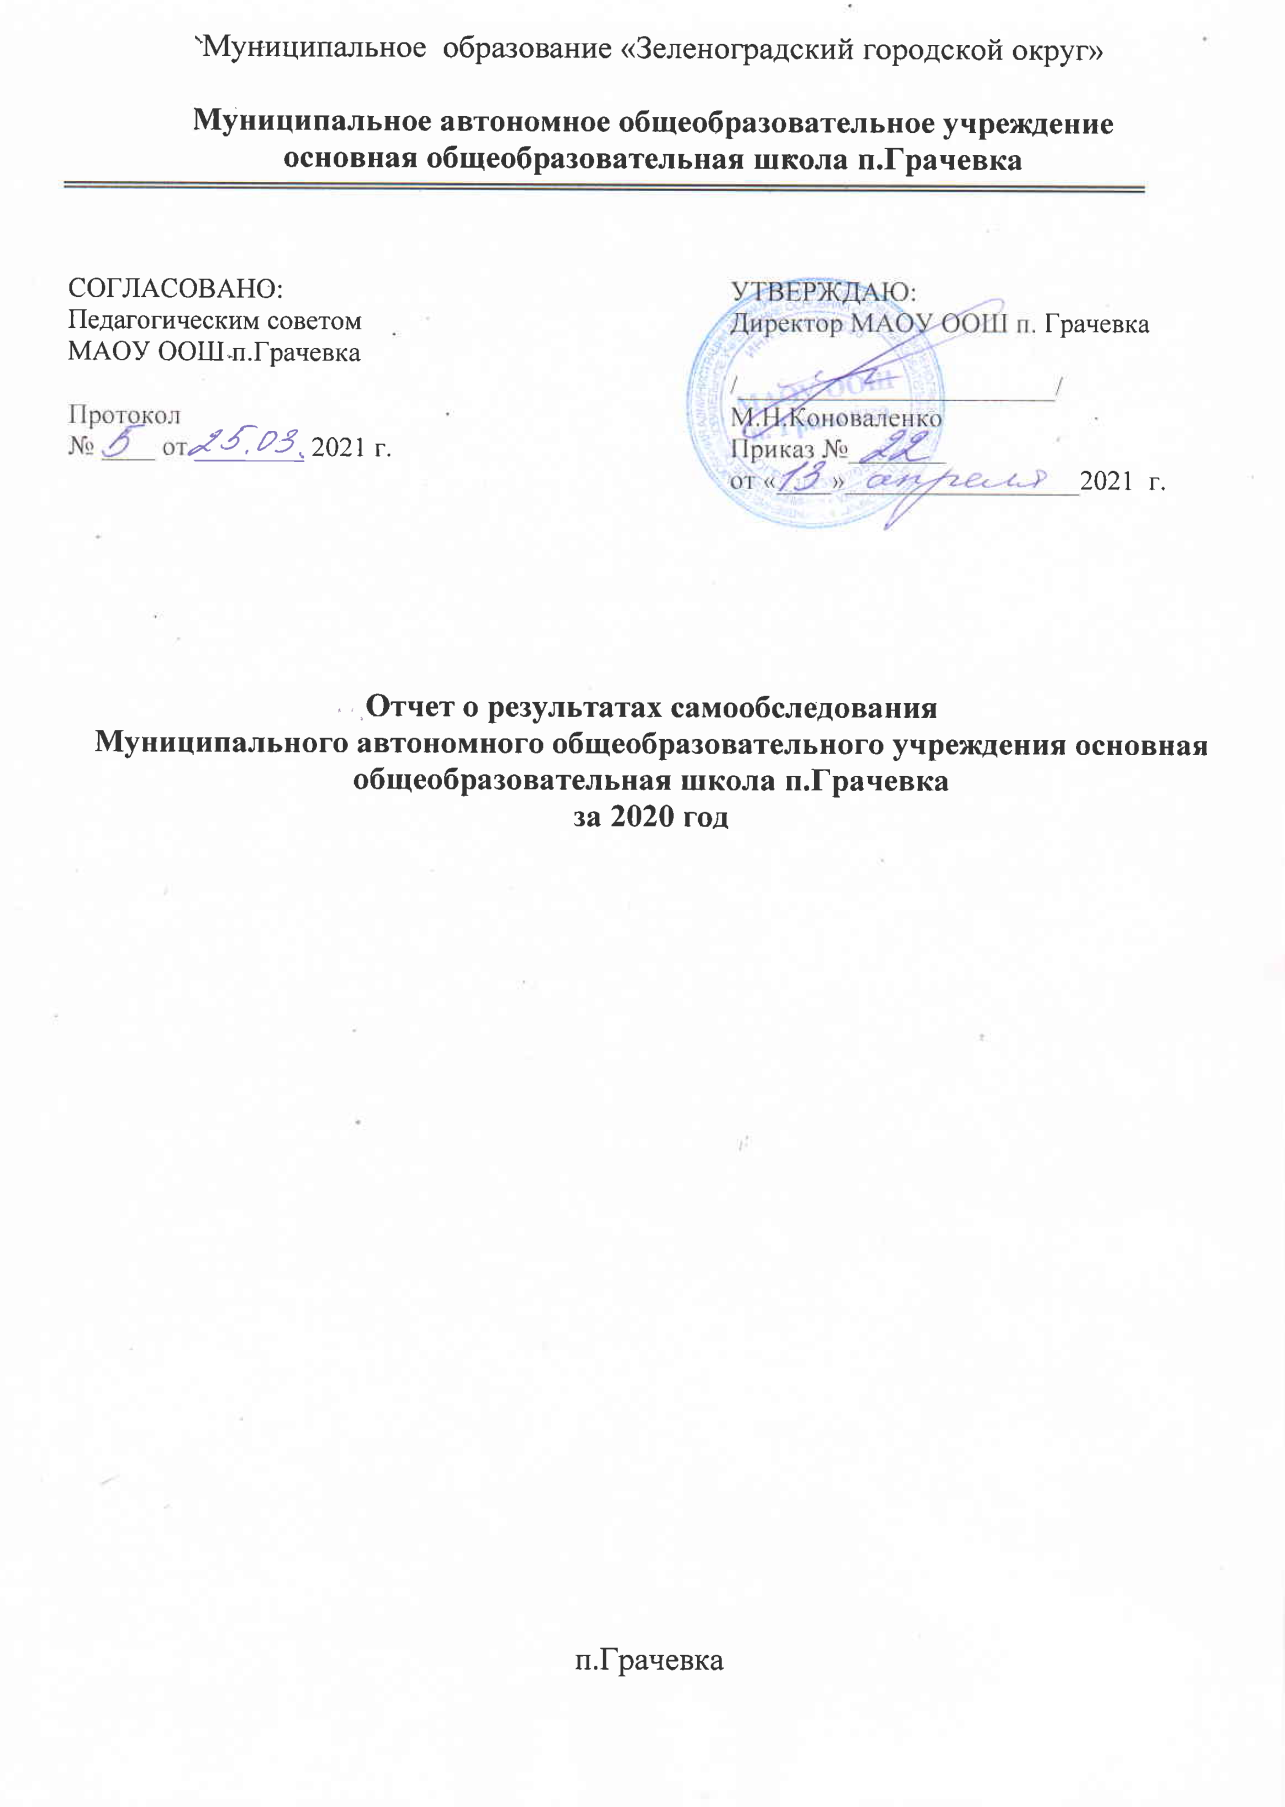 Муниципальное образование «Зеленоградский городской округ»
Муниципальное автономное общеобразовательное учреждение
основная общеобразовательная школа п.Грачевка
СОГЛАСОВАНО:
Педагогическим советом
МАОУ ООШ п.Грачевка
Протокол
№ 5 от 25.03. 2021 г.
УТВЕРЖДАЮ:
Директор МАОУ ООШ п. Грачевка
/ /
М.Н.Коноваленко
Приказ № 22
от «13» апреля 2021 г.
МАОУ ООШ
Отчет о результатах самообследования
Муниципального автономного общеобразовательного учреждения основная
общеобразовательная школа п.Грачевка
за 2020 год
п.Грачевка